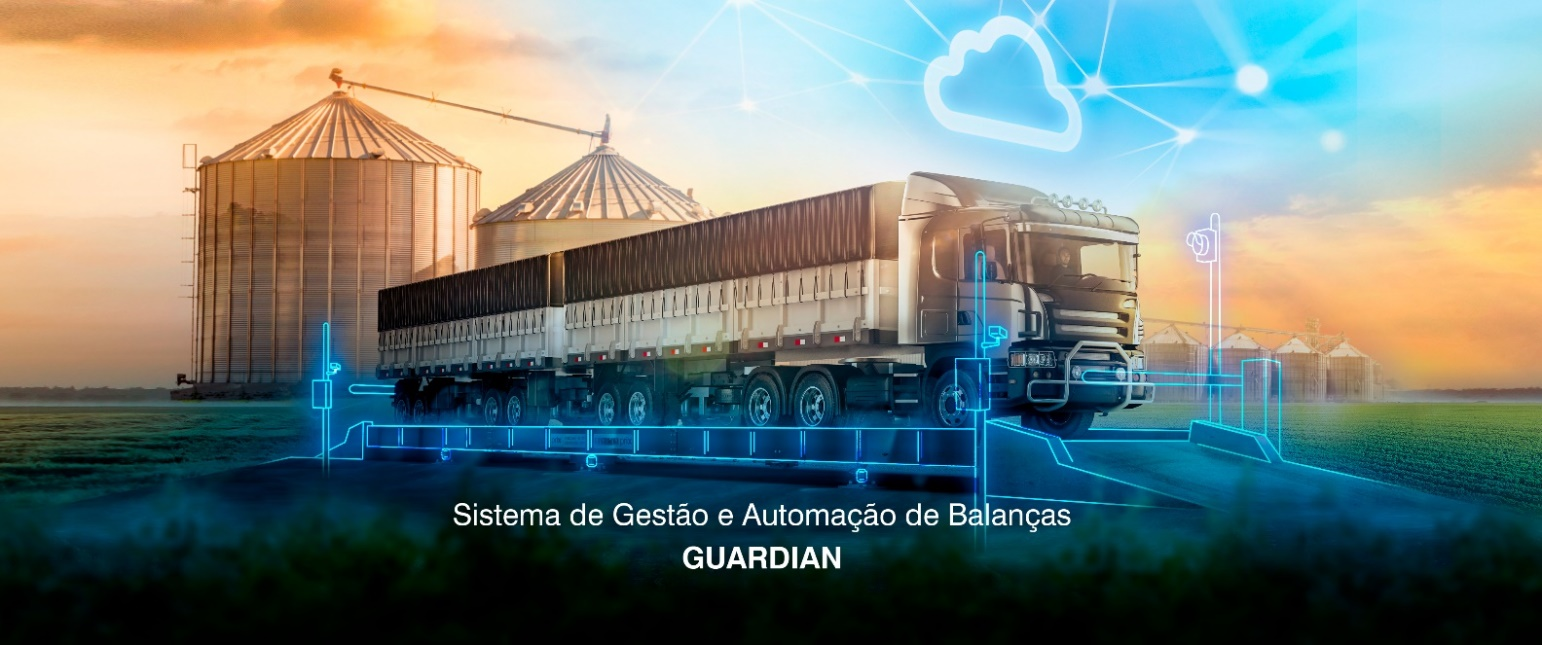 Sistema de Gestão e Automação de Balanças
GUARDIAN